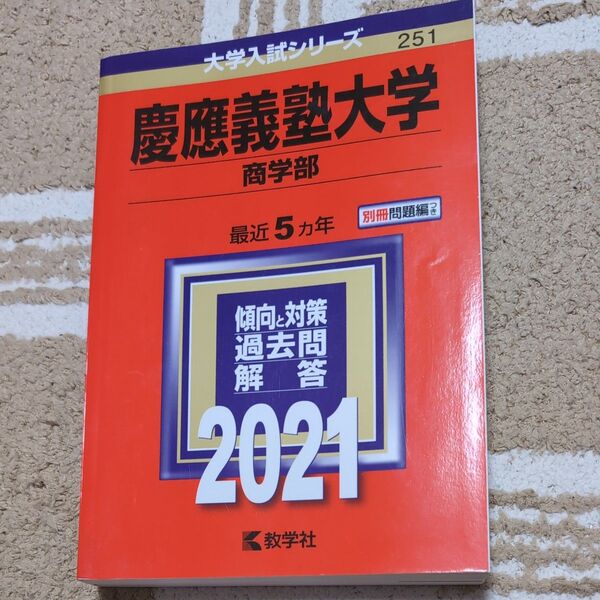 大学入試シリーズ
251
慶應義塾大学
商学部
最近5ヵ年
別冊問題編つき
傾向と対策
過去問
解答
2021
教学社